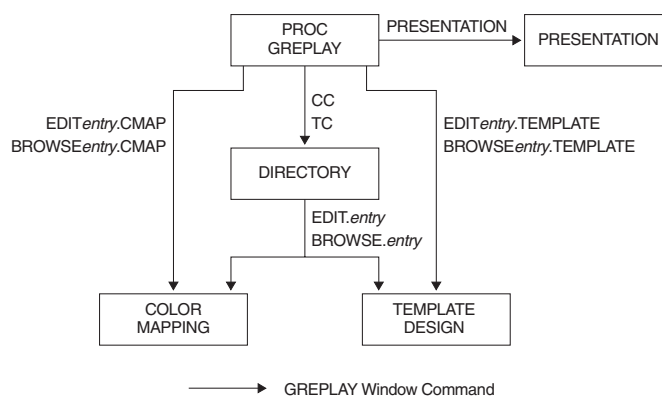 PROC
GREPLAY
PRESENTATION
PRESENTATION
EDITentry.CMAP
BROWSEentry.CMAP
CC
TC
EDITentry.TEMPLATE
BROWSEentry.TEMPLATE
DIRECTORY
EDIT.entry
BROWSE.entry
COLOR
MAPPING
TEMPLATE
DESIGN
GREPLAY Window Command